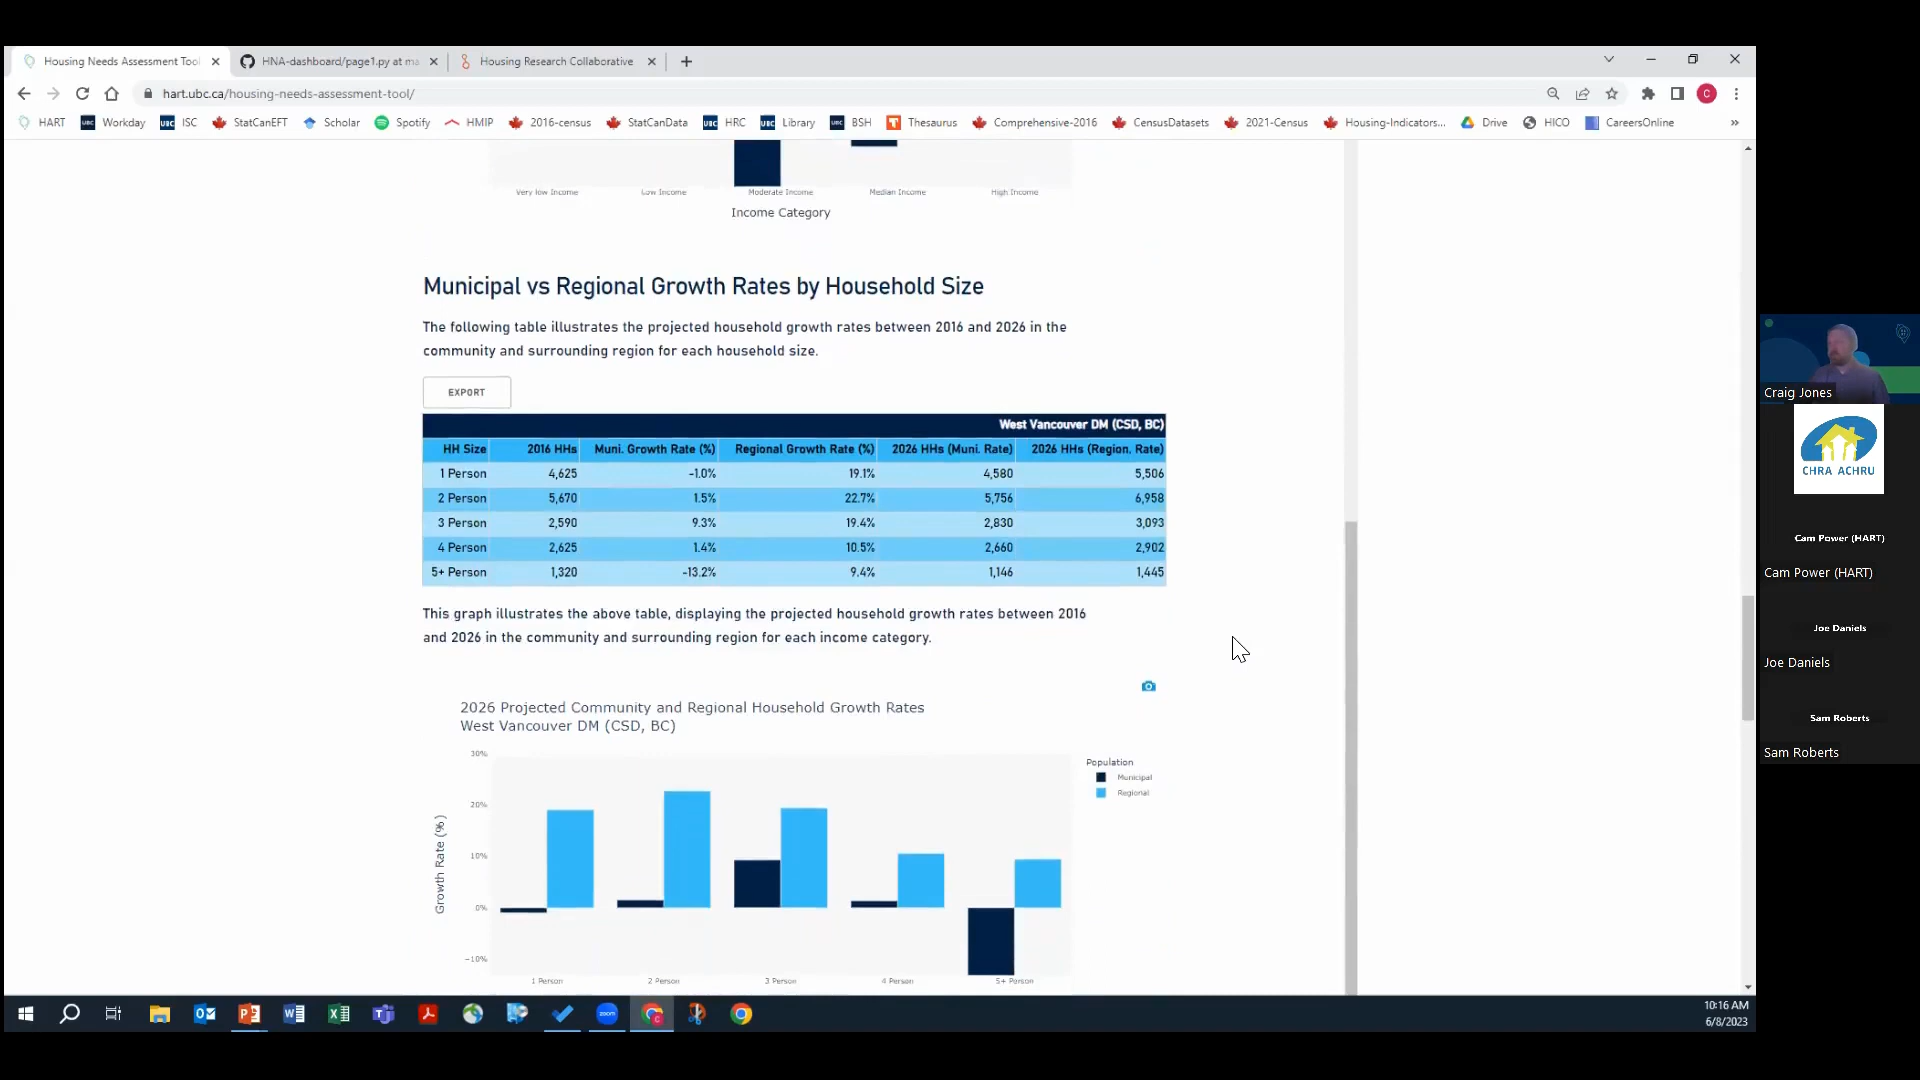 Housing Needs Assessment Tool
HNA-dashboard/page1.py at ma
Housing Research Collaborative
hart.ubc.ca/housing-needs-assessment-tool/
HART
UBC
Workday
UBC
ISC
StatCanEFT
Scholar
Spotify
HMIP
2016-census
StatCanData
UBC
HRC
UBC
Library
UBC
BSH
Thesaurus
Comprehensive-2016
CensusDatasets
2021-Census
Housing-Indicators...
Drive
HICO
CareersOnline
»
C
Very low Income
Low Income
Moderate Income
Median Income
High Income
Income Category
Municipal vs Regional Growth Rates by Household Size
The following table illustrates the projected household growth rates between 2016 and 2026 in the
community and surrounding region for each household size.
EXPORT
West Vancouver DM (CSD, BC)
HH Size 2016 HHs Muni. Growth Rate (%) Regional Growth Rate (%) 2026 HHs (Muni. Rate) 2026 HHs (Region. Rate)
1 Person 4,625 -1.0% 19.1% 4,580 5,506
2 Person 5,670 1.5% 22.7% 5,756 6,958
3 Person 2,590 9.3% 19.4% 2,830 3,093
4 Person 2,625 1.4% 10.5% 2,660 2,902
5+ Person 1,320 -13.2% 9.4% 1,146 1,445
This graph illustrates the above table, displaying the projected household growth rates between 2016
and 2026 in the community and surrounding region for each income category.
2026 Projected Community and Regional Household Growth Rates
West Vancouver DM (CSD, BC)
Growth Rate (%)
30%
20%
10%
0%
−10%
1 Person
2 Person
3 Person
4 Person
5+ Person
Population
Municipal
Regional
10:16 AM
6/8/2023
zoom
Craig Jones
CHRA ACHRU
Cam Power (HART)
Cam Power (HART)
Joe Daniels
Joe Daniels
Sam Roberts
Sam Roberts